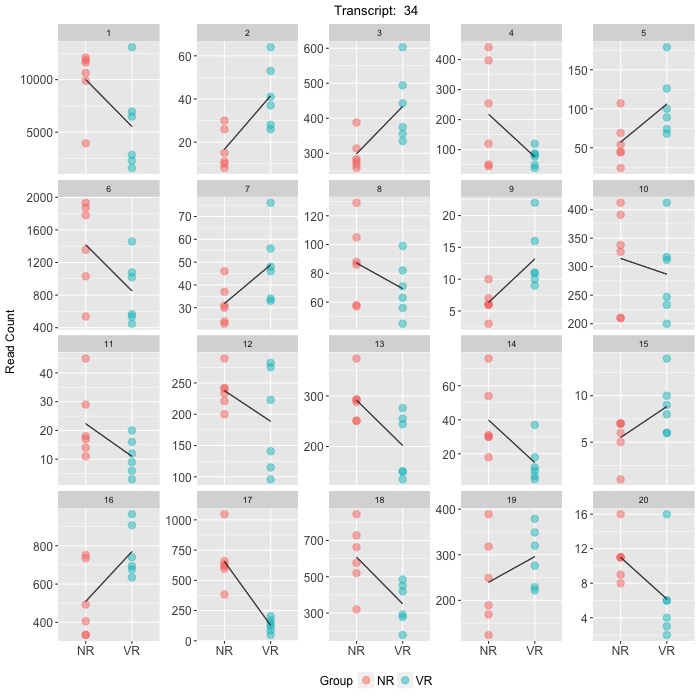 Transcript: 34
1 2 3 4 5
10000 5000
60 40 20
600 500 400 300
400 300 200 100
150 100 50
6 7 8 9 10
2000 1600 1200 800 400
70 60 50 40 30
120 100 80 60
20 15 10 5
400 350 300 250 200
Read Count
11 12 13 14 15
40 30 20 10
250 200 150 100
300 200
60 40 20
10 5
16 17 18 19 20
800 600 400
1000 750 500 250 0
700 500 300
400 300 200
16 12 8 4
NR VR NR VR NR VR NR VR NR VR
Group NR VR